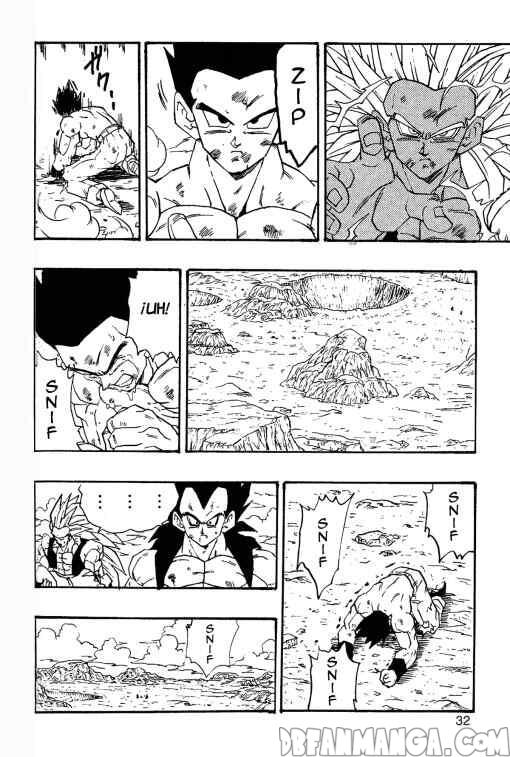 ZIP
¡UH!
SNIF
. . .
SNIF
SNIF
SNIF
SNIF
32
DBFANMANGA.COM